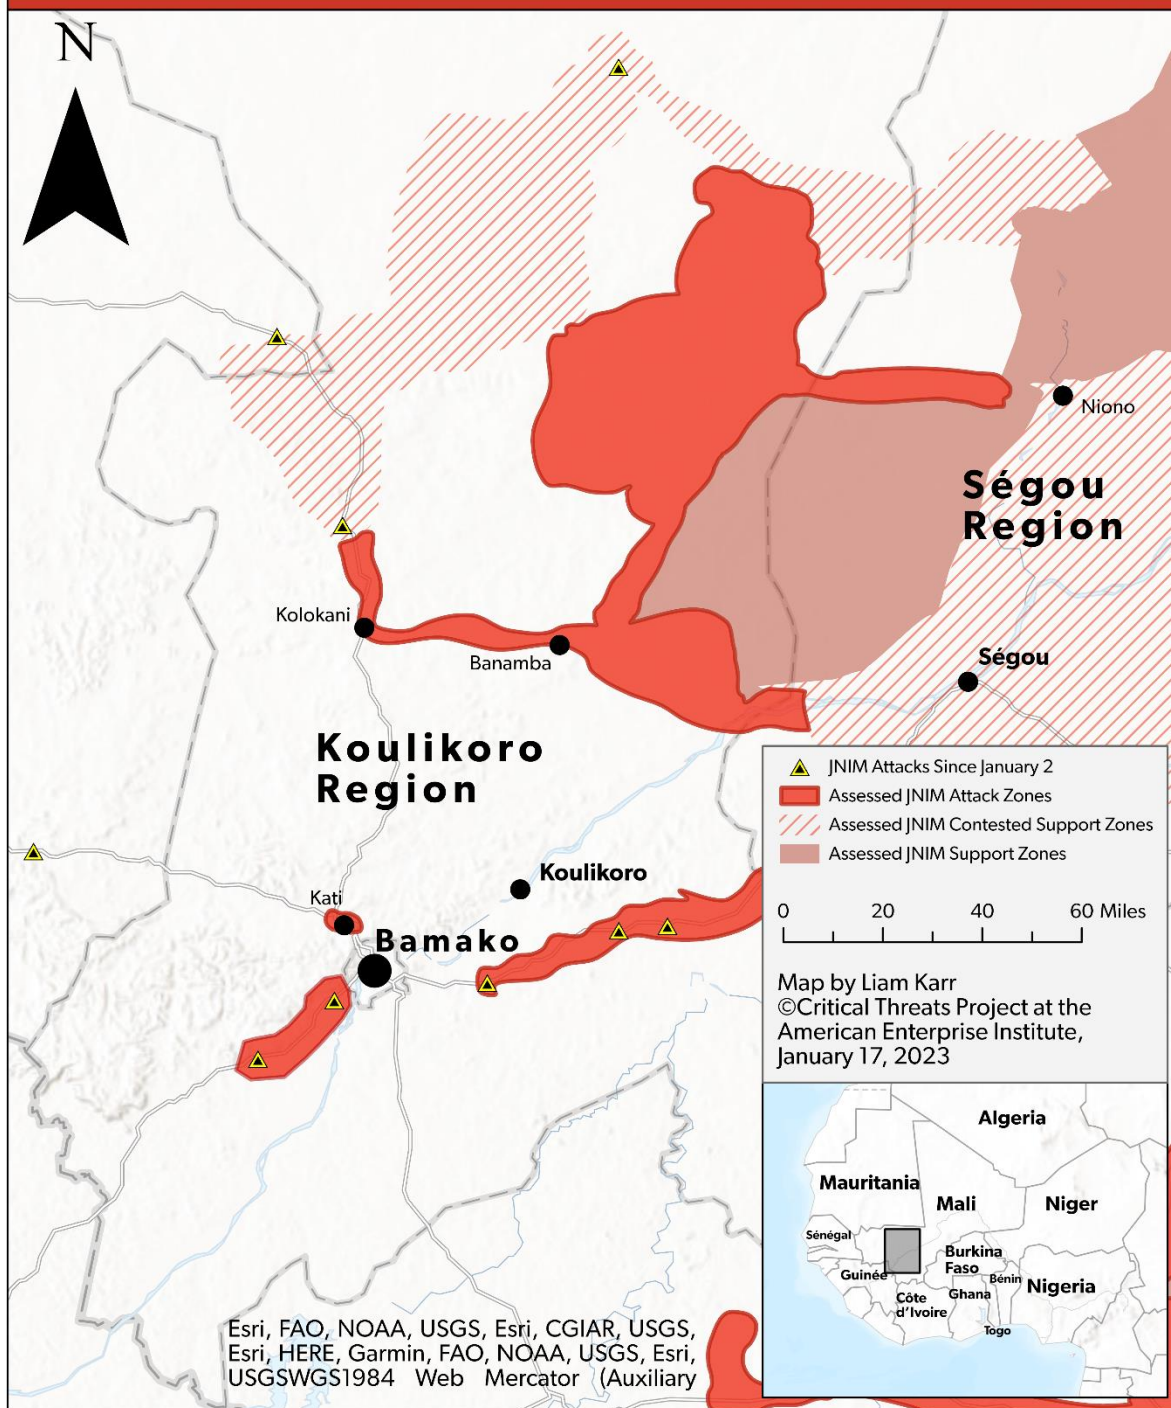 N
Niono
Ségou
Region
Kolokani
Banamba
Ségou
Koulikoro
Region
JNIM Attacks Since January 2
Assessed JNIM Attack Zones
Assessed JNIM Contested Support Zones
Assessed JNIM Support Zones
Koulikoro
Kati
Bamako
0 20 40 60 Miles
Map by Liam Karr
©Critical Threats Project at the
American Enterprise Institute,
January 17, 2023
Algeria
Mauritania
Mali
Niger
Sénégal
Burkina
Faso
Guinée
Bénin
Nigeria
Côte
d'Ivoire
Ghana
Togo
Esri, FAO, NOAA, USGS, Esri, CGIAR, USGS,
Esri, HERE, Garmin, FAO, NOAA, USGS, Esri,
USGSWGS1984 Web Mercator (Auxiliary